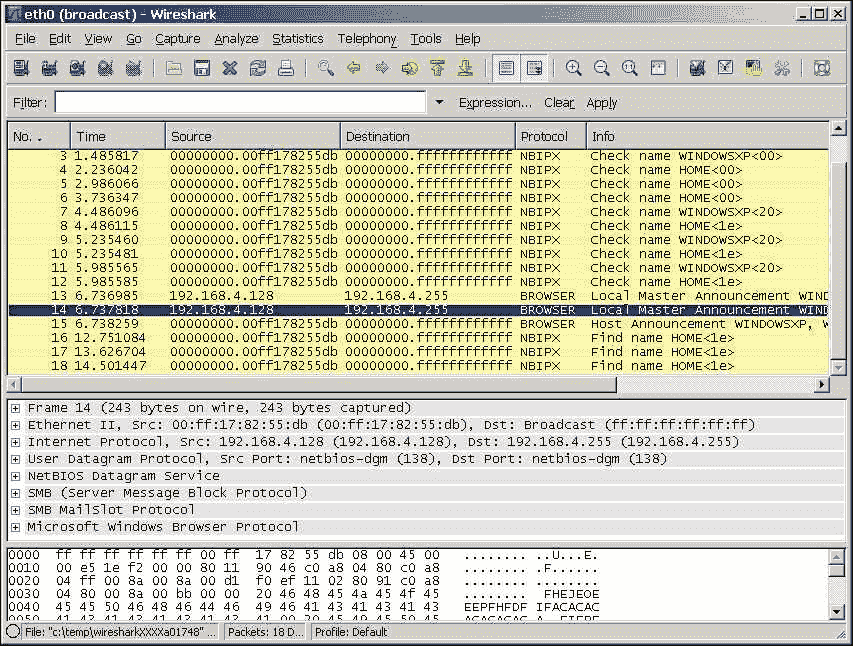 eth0 (broadcast) - Wireshark
File Edit View Go Capture Analyze Statistics Telephony Tools Help
Filter: Expression... Clear Apply
No. . Time Source Destination Protocol Info
3 1.485817 00000000.00ff178255db 00000000.ffffffffffff NBIPX Check name WINDOWSXP<00>
4 2.236042 00000000.00ff178255db 00000000.ffffffffffff NBIPX Check name HOME<00>
5 2.986066 00000000.00ff178255db 00000000.ffffffffffff NBIPX Check name HOME<00>
6 3.736347 00000000.00ff178255db 00000000.ffffffffffff NBIPX Check name HOME<00>
7 4.486096 00000000.00ff178255db 00000000.ffffffffffff NBIPX Check name WINDOWSXP<20>
8 4.486115 00000000.00ff178255db 00000000.ffffffffffff NBIPX Check name HOME<1e>
9 5.235460 00000000.00ff178255db 00000000.ffffffffffff NBIPX Check name WINDOWSXP<20>
10 5.235481 00000000.00ff178255db 00000000.ffffffffffff NBIPX Check name HOME<1e>
11 5.985565 00000000.00ff178255db 00000000.ffffffffffff NBIPX Check name WINDOWSXP<20>
12 5.985585 00000000.00ff178255db 00000000.ffffffffffff NBIPX Check name HOME<1e>
13 6.736985 192.168.4.128 192.168.4.255 BROWSER Local Master Announcement WIND
14 6.737818 192.168.4.128 192.168.4.255 BROWSER Local Master Announcement WIND
15 6.738259 00000000.00ff178255db 00000000.ffffffffffff BROWSER Host Announcement WINDOWSXP, W
16 12.751084 00000000.00ff178255db 00000000.ffffffffffff NBIPX Find name HOME<1e>
17 13.626704 00000000.00ff178255db 00000000.ffffffffffff NBIPX Find name HOME<1e>
18 14.501447 00000000.00ff178255db 00000000.ffffffffffff NBIPX Find name HOME<1e>
Frame 14 (243 bytes on wire, 243 bytes captured)
Ethernet II, Src: 00:ff:17:82:55:db (00:ff:17:82:55:db), Dst: Broadcast (ff:ff:ff:ff:ff:ff)
Internet Protocol, Src: 192.168.4.128 (192.168.4.128), Dst: 192.168.4.255 (192.168.4.255)
User Datagram Protocol, Src Port: netbios-dgm (138), Dst Port: netbios-dgm (138)
NetBIOS Datagram Service
SMB (Server Message Block Protocol)
SMB MailSlot Protocol
Microsoft Windows Browser Protocol
0000 ff ff ff ff ff ff 00 ff 17 82 55 db 08 00 45 00 ........ ..U...E.
0010 00 e5 1e f2 00 00 80 11 90 46 c0 a8 04 80 c0 a8 ........ .F......
0020 04 ff 00 8a 00 8a 00 d1 f0 ef 11 02 80 91 c0 a8 ........ ........
0030 04 80 00 8a 00 bb 00 00 20 46 48 45 4a 45 4f 45 ........ FHEJEOE
0040 45 45 50 46 48 46 44 46 49 46 41 43 41 43 41 43 EEPFHFDF IFACACAC
File: "c:\temp\wiresharkXXXXa01748" ... Packets: 18 D... Profile: Default